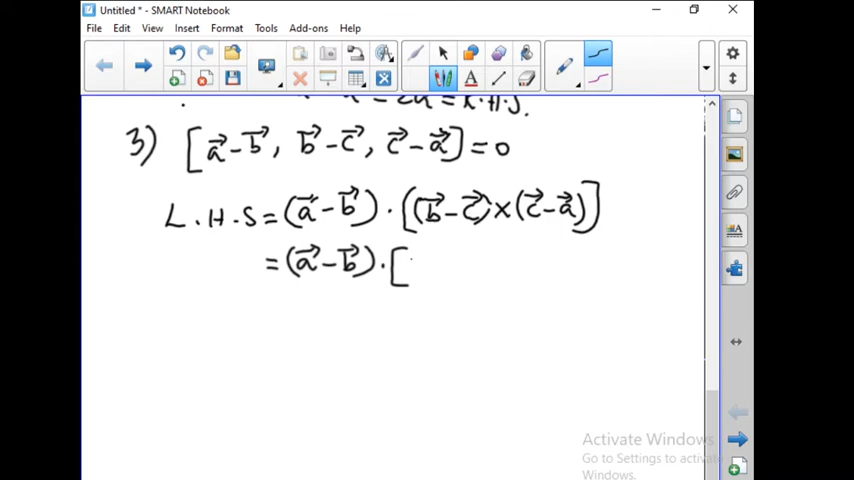 Untitled * - SMART Notebook
File Edit View Insert Format Tools Add-ons Help
= 2a = R.H.S.
3) [a⃗ - b⃗, b⃗ - c⃗, c⃗ - a⃗] = 0
L.H.S = (a⃗ - b⃗) · [(b⃗ - c⃗) × (c⃗ - a⃗)]
= (a⃗ - b⃗) · [
Activate Windows
Go to Settings to activate
Windows.